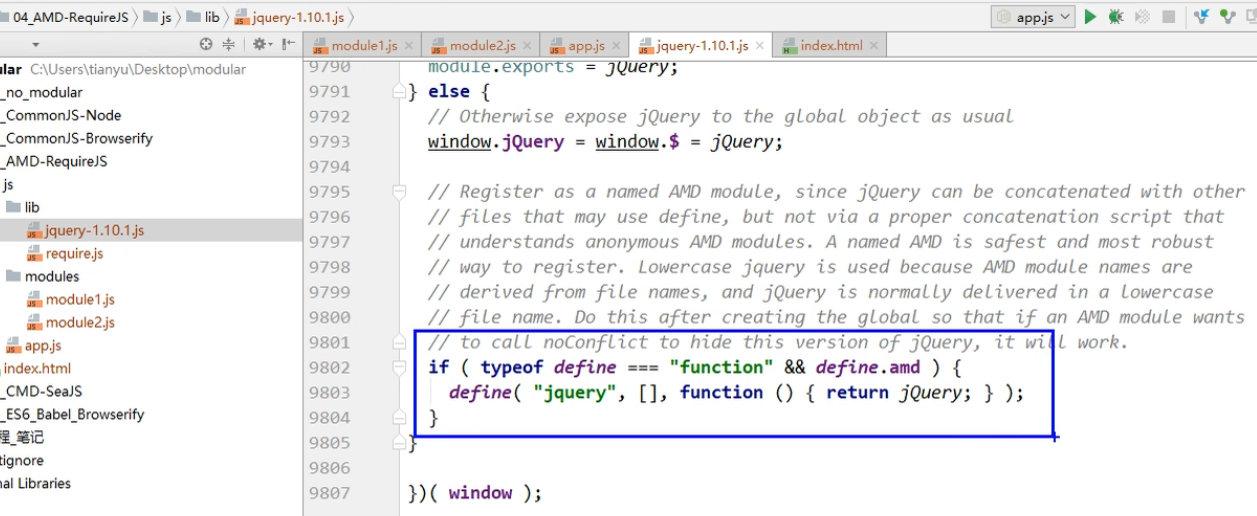 04_AMD-RequireJS js lib jquery-1.10.1.js app.js
module1.js module2.js app.js jquery-1.10.1.js index.html
ular C:\Users\tianyu\Desktop\modular
_no_modular
_CommonJS-Node
_CommonJS-Browserify
_AMD-RequireJS
js
lib
jquery-1.10.1.js
require.js
modules
module1.js
module2.js
app.js
index.html
_CMD-SeaJS
_ES6_Babel_Browserify
程_笔记
tignore
nal Libraries
9790 module.exports = jQuery;
9791 } else {
9792 // Otherwise expose jQuery to the global object as usual
9793 window.jQuery = window.$ = jQuery;
9794
9795 // Register as a named AMD module, since jQuery can be concatenated with other
9796 // files that may use define, but not via a proper concatenation script that
9797 // understands anonymous AMD modules. A named AMD is safest and most robust
9798 // way to register. Lowercase jquery is used because AMD module names are
9799 // derived from file names, and jQuery is normally delivered in a lowercase
9800 // file name. Do this after creating the global so that if an AMD module wants
9801 // to call noConflict to hide this version of jQuery, it will work.
9802 if ( typeof define === "function" && define.amd ) {
9803 define( "jquery", [], function () { return jQuery; } );
9804 }
9805 }
9806
9807 })( window );